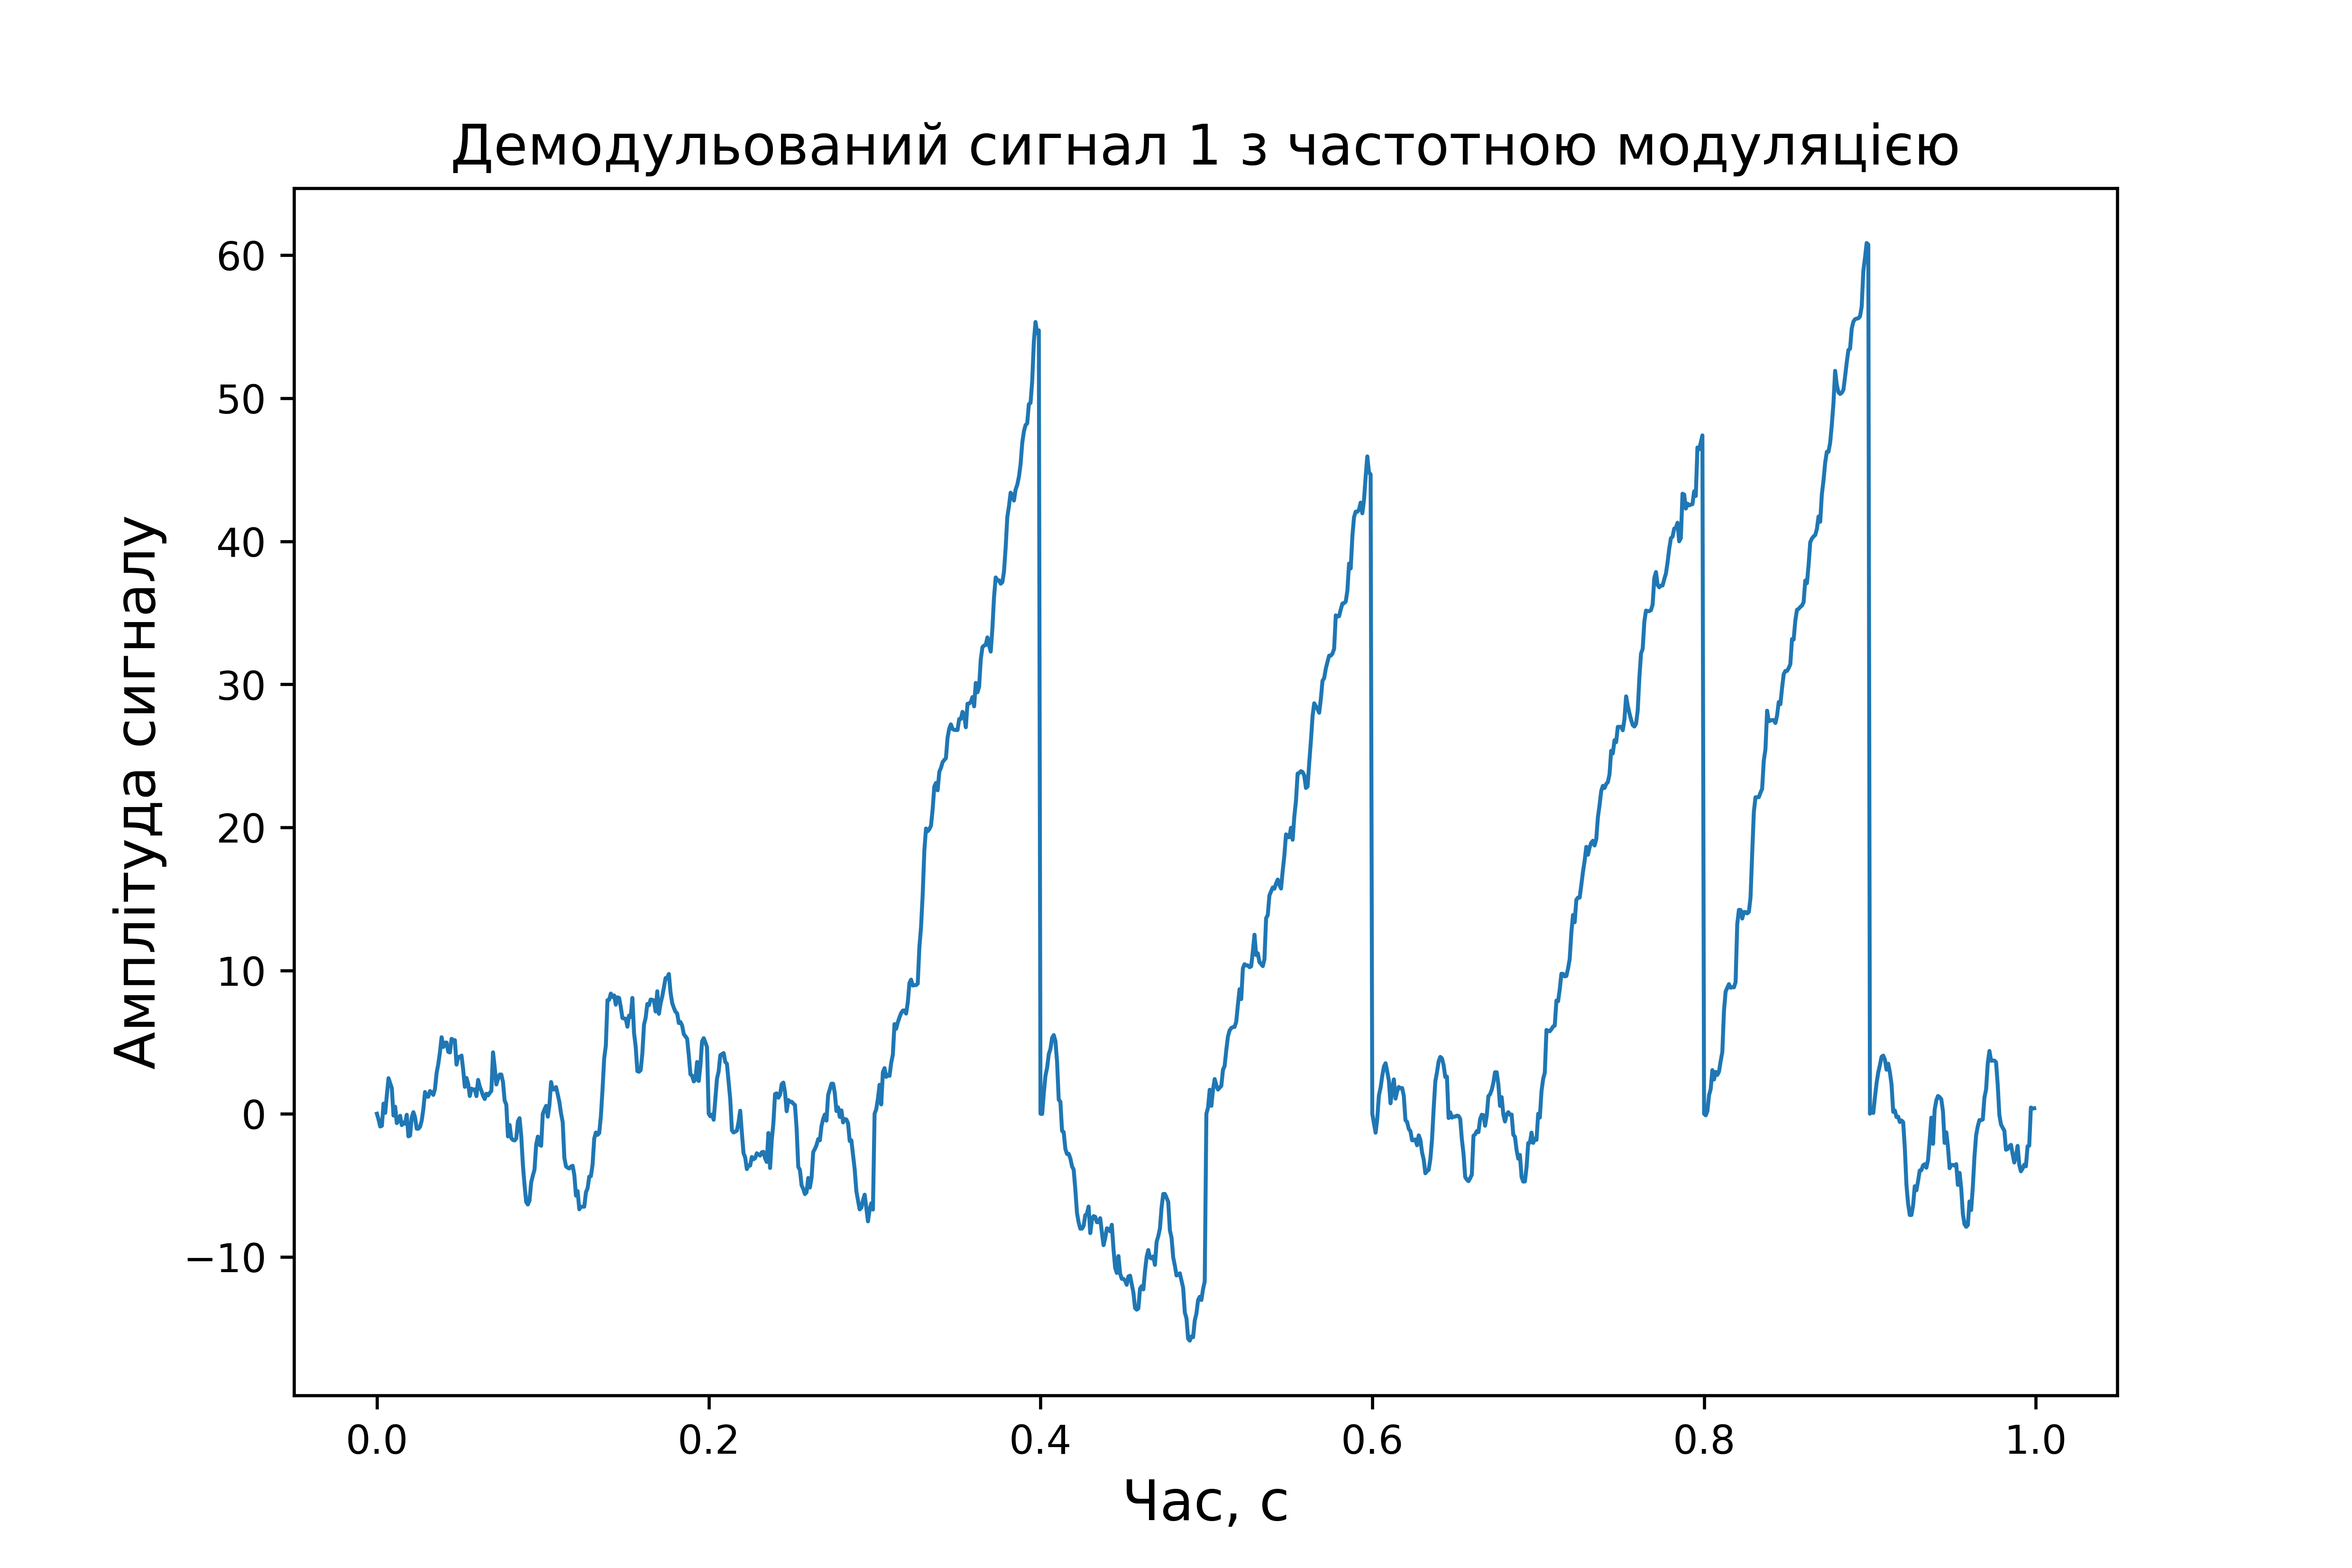 Демодульований сигнал 1 з частотною модуляцією
Амплітуда сигналу
60
50
40
30
20
10
0
−10
0.0 0.2 0.4 0.6 0.8 1.0
Час, с